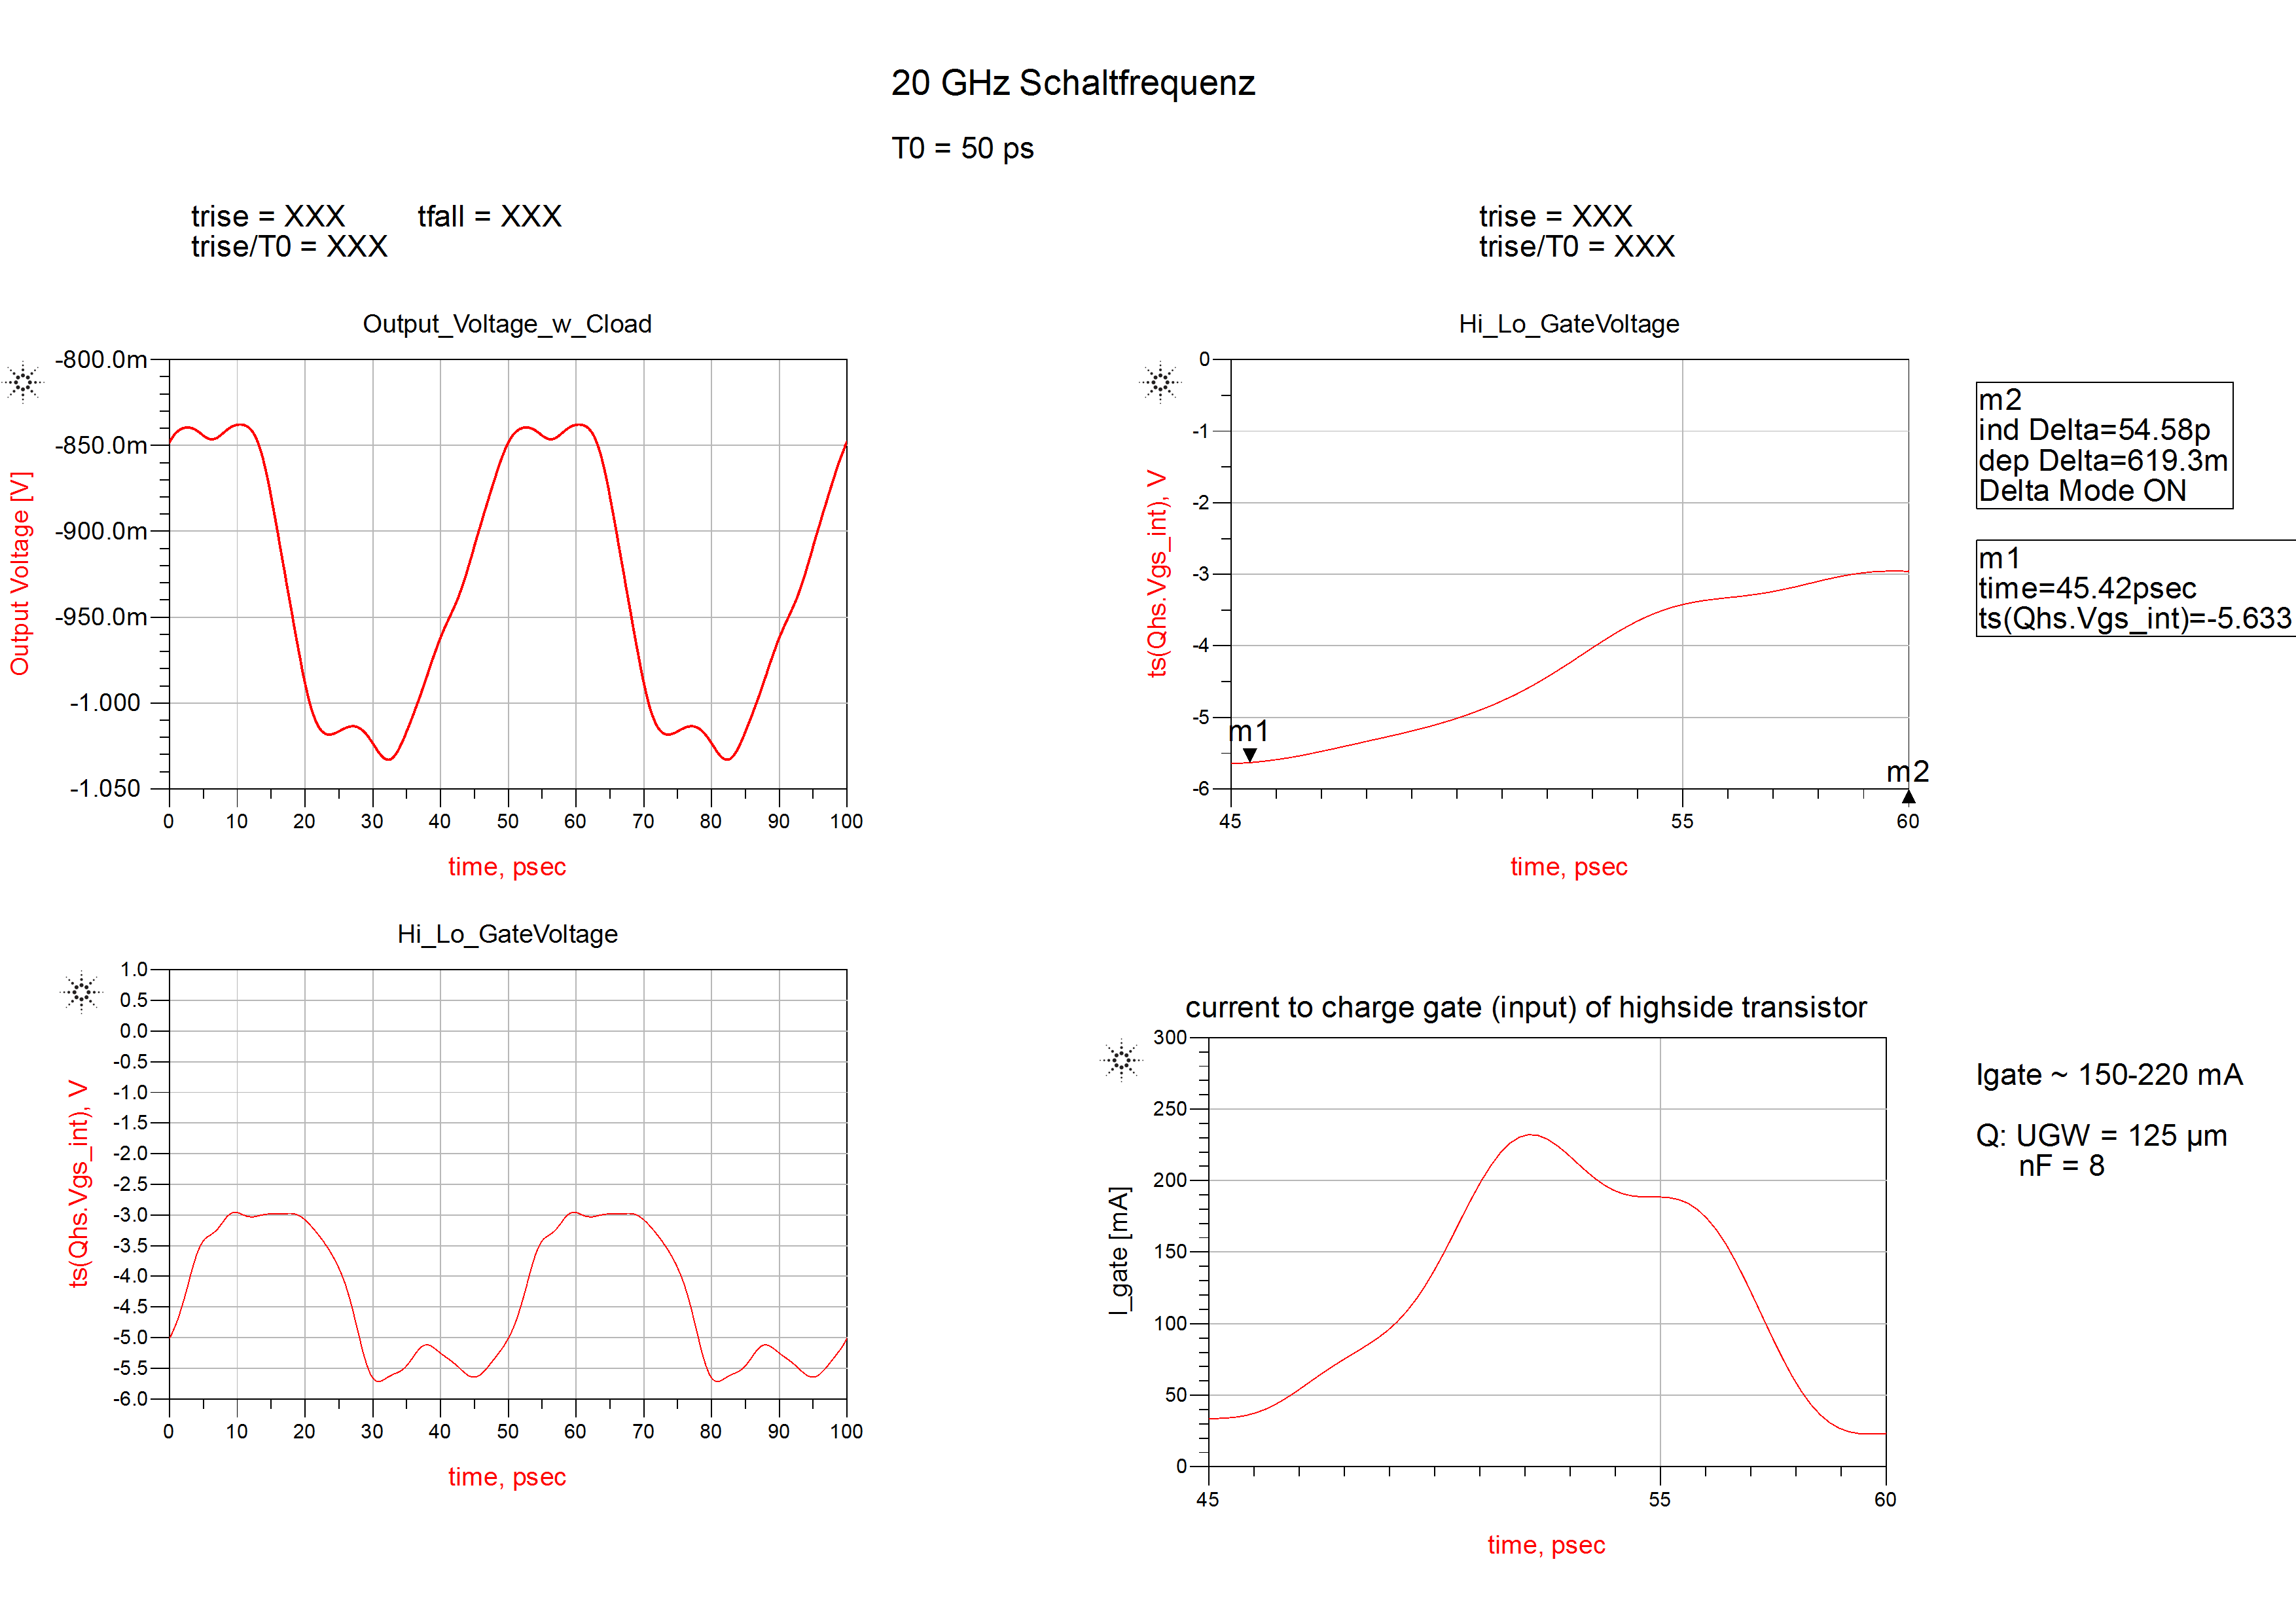 20 GHz Schaltfrequenz
T0 = 50 ps
trise = XXX tfall = XXX
trise/T0 = XXX
trise = XXX
trise/T0 = XXX
Output_Voltage_w_Cload
-800.0m
-850.0m
-900.0m
-950.0m
-1.000
-1.050
Output Voltage [V]
0 10 20 30 40 50 60 70 80 90 100
time, psec
Hi_Lo_GateVoltage
0
-1
-2
-3
-4
-5
-6
ts(Qhs.Vgs_int), V
m1
m2
45 55 60
time, psec
m2
ind Delta=54.58p
dep Delta=619.3m
Delta Mode ON
m1
time=45.42psec
ts(Qhs.Vgs_int)=-5.633
Hi_Lo_GateVoltage
1.0
0.5
0.0
-0.5
-1.0
-1.5
-2.0
-2.5
-3.0
-3.5
-4.0
-4.5
-5.0
-5.5
-6.0
ts(Qhs.Vgs_int), V
0 10 20 30 40 50 60 70 80 90 100
time, psec
current to charge gate (input) of highside transistor
300
250
200
150
100
50
0
I_gate [mA]
45 55 60
time, psec
Igate ~ 150-220 mA
Q: UGW = 125 µm
nF = 8